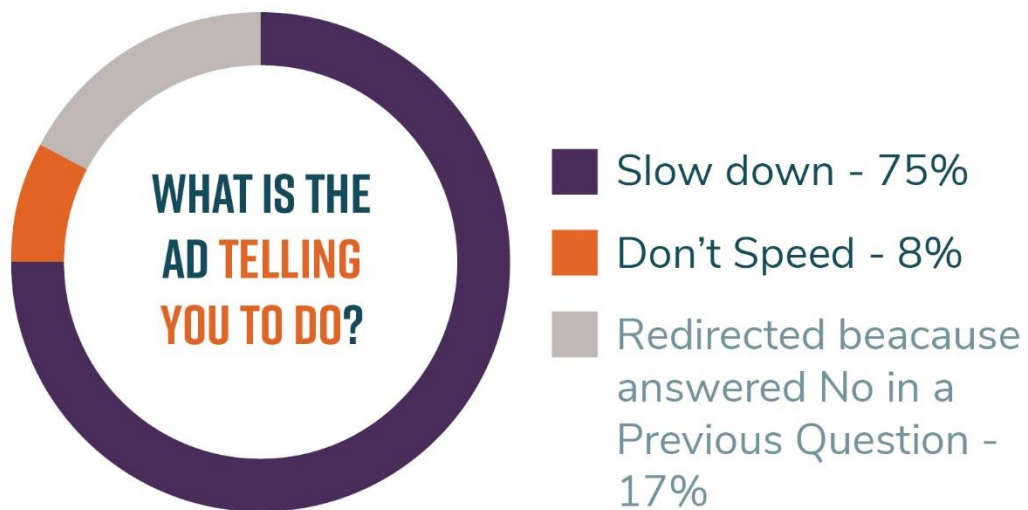 WHAT IS THE
AD TELLING
YOU TO DO?
Slow down - 75%
Don't Speed - 8%
Redirected beacause
answered No in a
Previous Question -
17%